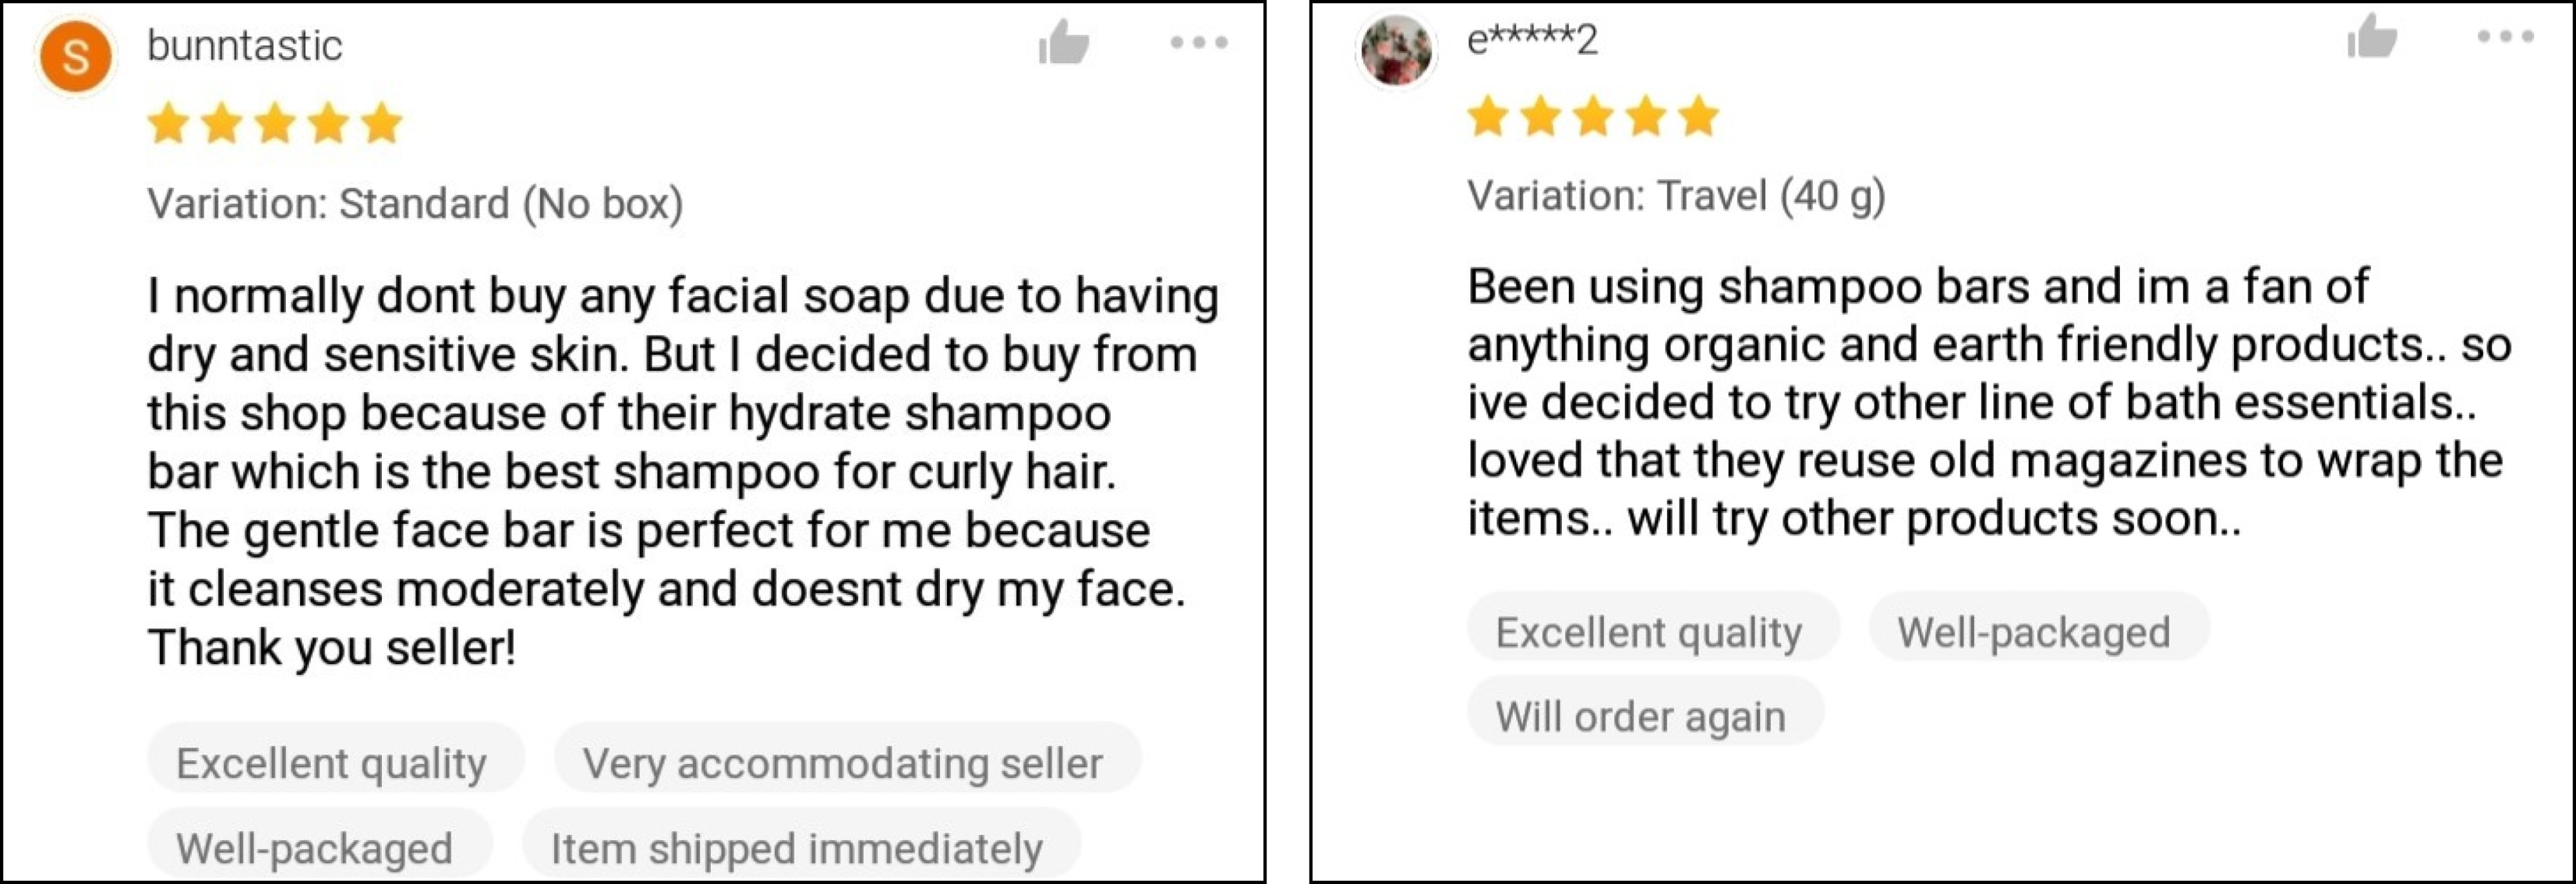 S
bunntastic
Variation: Standard (No box)
I normally dont buy any facial soap due to having
dry and sensitive skin. But I decided to buy from
this shop because of their hydrate shampoo
bar which is the best shampoo for curly hair.
The gentle face bar is perfect for me because
it cleanses moderately and doesnt dry my face.
Thank you seller!
Excellent quality
Very accommodating seller
Well-packaged
Item shipped immediately
e*****2
Variation: Travel (40 g)
Been using shampoo bars and im a fan of
anything organic and earth friendly products.. so
ive decided to try other line of bath essentials..
loved that they reuse old magazines to wrap the
items.. will try other products soon..
Excellent quality
Well-packaged
Will order again